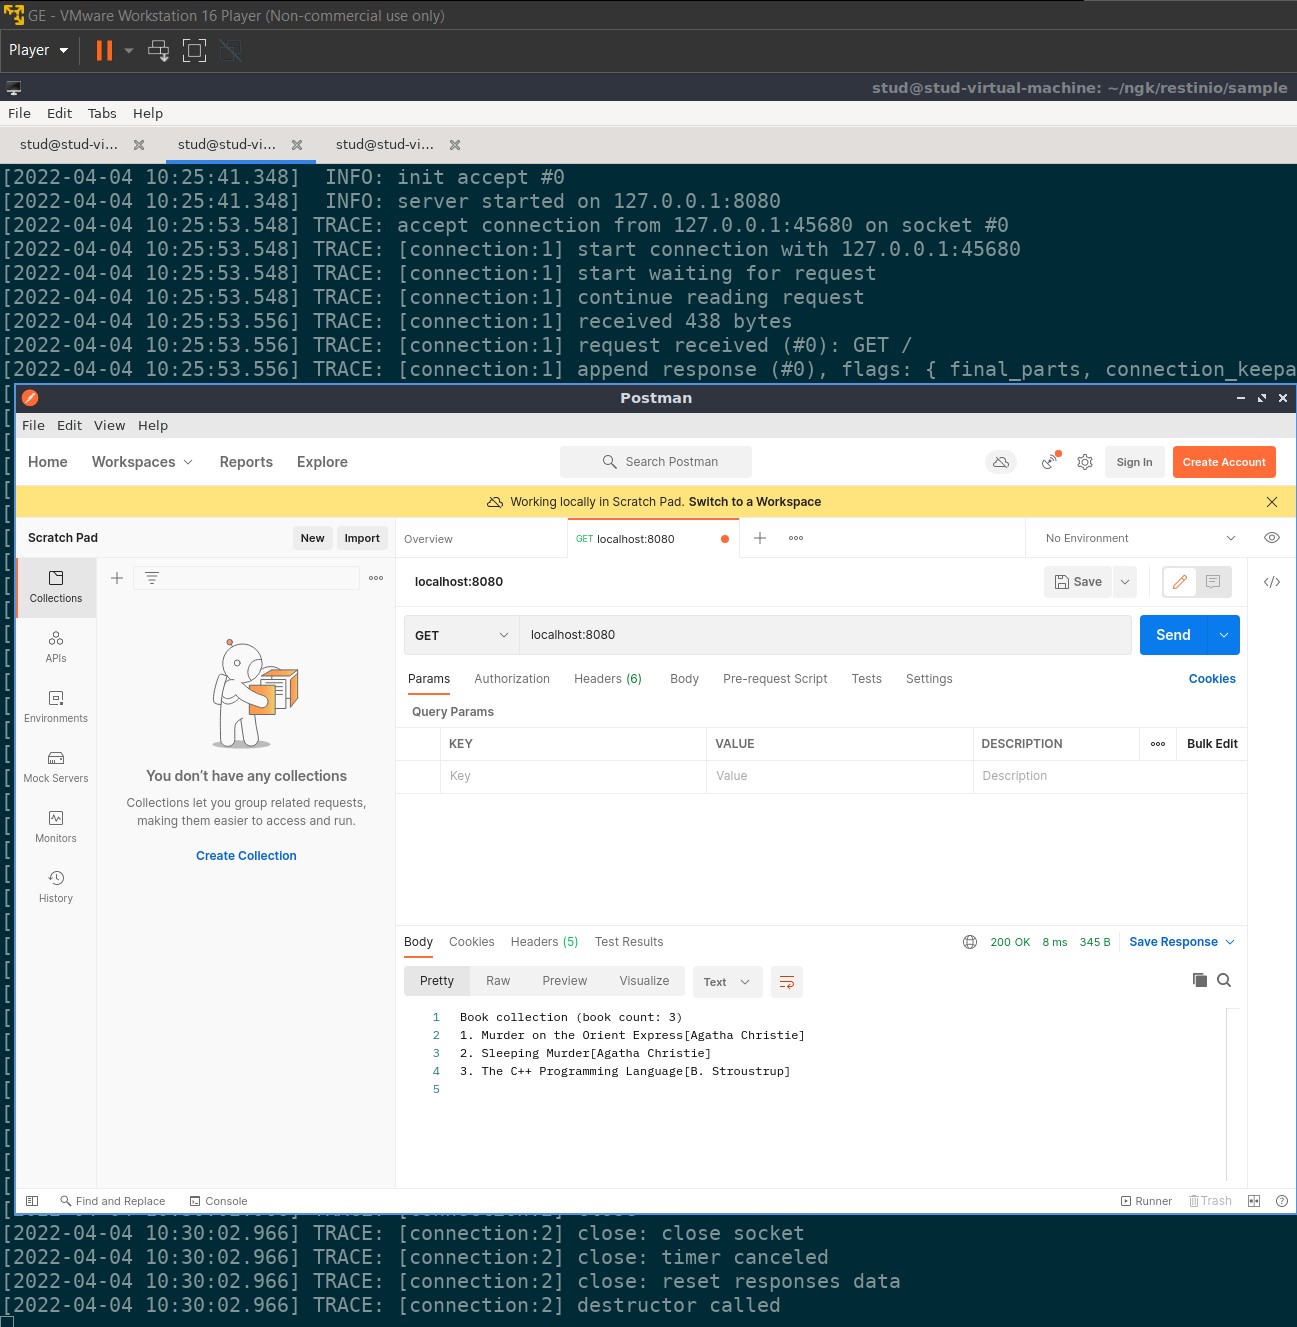 GE - VMware Workstation 16 Player (Non-commercial use only)
Player
stud@stud-virtual-machine: ~/ngk/restinio/sample
File Edit Tabs Help
stud@stud-vi... stud@stud-vi... stud@stud-vi...
[2022-04-04 10:25:41.348]  INFO: init accept #0
[2022-04-04 10:25:41.348]  INFO: server started on 127.0.0.1:8080
[2022-04-04 10:25:53.548] TRACE: accept connection from 127.0.0.1:45680 on socket #0
[2022-04-04 10:25:53.548] TRACE: [connection:1] start connection with 127.0.0.1:45680
[2022-04-04 10:25:53.548] TRACE: [connection:1] start waiting for request
[2022-04-04 10:25:53.548] TRACE: [connection:1] continue reading request
[2022-04-04 10:25:53.556] TRACE: [connection:1] received 438 bytes
[2022-04-04 10:25:53.556] TRACE: [connection:1] request received (#0): GET /
[2022-04-04 10:25:53.556] TRACE: [connection:1] append response (#0), flags: { final_parts, connection_keepa
Postman
File Edit View Help
Home Workspaces Reports Explore Search Postman Sign In Create Account
Working locally in Scratch Pad. Switch to a Workspace
Scratch Pad New Import Overview GET localhost:8080 No Environment
Collections
APIs
Environments
Mock Servers
Monitors
History
You don't have any collections
Collections let you group related requests,
making them easier to access and run.
Create Collection
localhost:8080 Save
GET localhost:8080 Send
Params Authorization Headers (6) Body Pre-request Script Tests Settings Cookies
Query Params
KEY VALUE DESCRIPTION Bulk Edit
Key Value Description
Body Cookies Headers (5) Test Results 200 OK 8 ms 345 B Save Response
Pretty Raw Preview Visualize Text
1 Book collection (book count: 3)
2 1. Murder on the Orient Express[Agatha Christie]
3 2. Sleeping Murder[Agatha Christie]
4 3. The C++ Programming Language[B. Stroustrup]
5
Find and Replace Console Runner Trash
[2022-04-04 10:30:02.966] TRACE: [connection:2] close: close socket
[2022-04-04 10:30:02.966] TRACE: [connection:2] close: timer canceled
[2022-04-04 10:30:02.966] TRACE: [connection:2] close: reset responses data
[2022-04-04 10:30:02.966] TRACE: [connection:2] destructor called